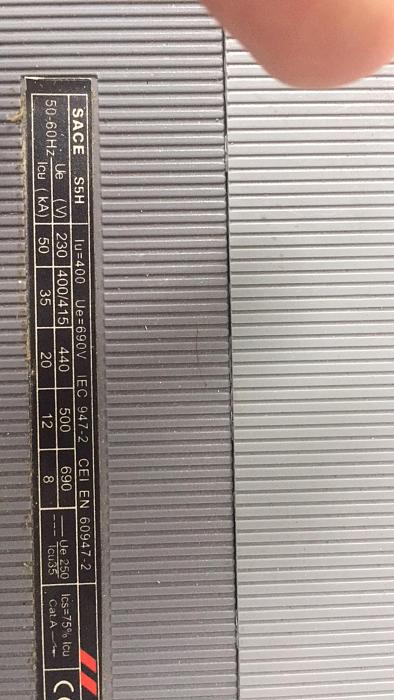 SACE S5H Iu=400 Ue=690V IEC 947-2 CEI EN 60947-2
Ue (V) 230 400/415 440 500 690 Ue 250 Ics=75% Icu
50-60Hz Icu (kA) 50 35 20 12 8 Icu35 Cat.A